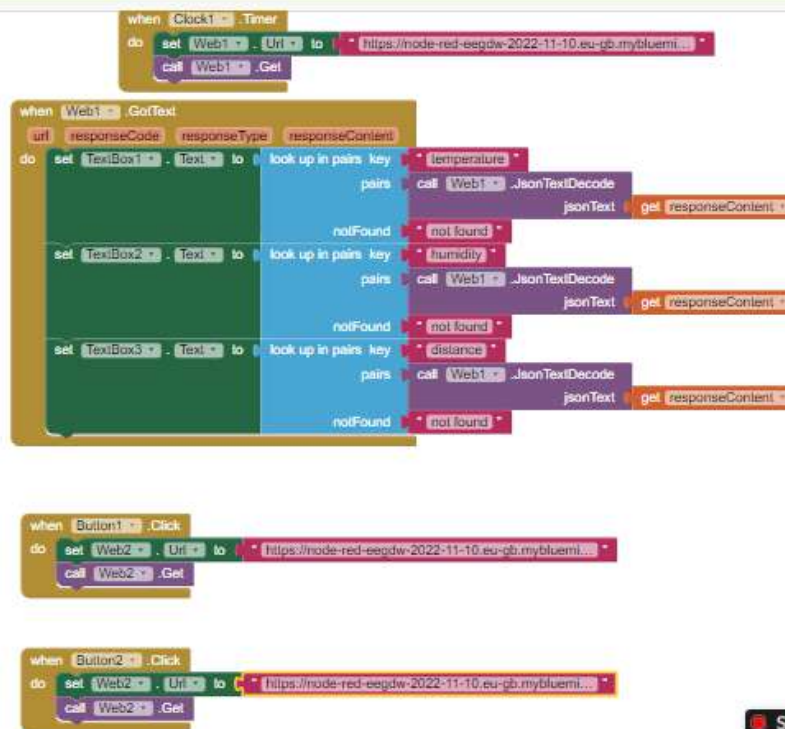 when Clock1 .Timer
do set Web1 . Url to " https://node-red-eegdw-2022-11-10.eu-gb.mybluemi... "
call Web1 .Get
when Web1 .GotText
url responseCode responseType responseContent
do set TextBox1 . Text to look up in pairs key " temperature "
pairs call Web1 .JsonTextDecode
jsonText get responseContent
notFound " not found "
set TextBox2 . Text to look up in pairs key " humidity "
pairs call Web1 .JsonTextDecode
jsonText get responseContent
notFound " not found "
set TextBox3 . Text to look up in pairs key " distance "
pairs call Web1 .JsonTextDecode
jsonText get responseContent
notFound " not found "
when Button1 .Click
do set Web2 . Url to " https://node-red-eegdw-2022-11-10.eu-gb.mybluemi... "
call Web2 .Get
when Button2 .Click
do set Web2 . Url to " https://node-red-eegdw-2022-11-10.eu-gb.mybluemi... "
call Web2 .Get
S